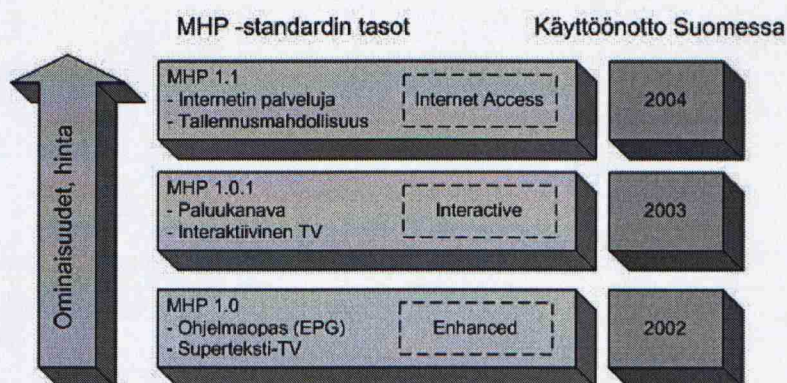 MHP -standardin tasot
Käyttöönotto Suomessa
Ominaisuudet, hinta
MHP 1.1
- Internetin palveluja
- Tallennusmahdollisuus
Internet Access
2004
MHP 1.0.1
- Paluukanava
- Interaktiivinen TV
Interactive
2003
MHP 1.0
- Ohjelmaopas (EPG)
- Superteksti-TV
Enhanced
2002